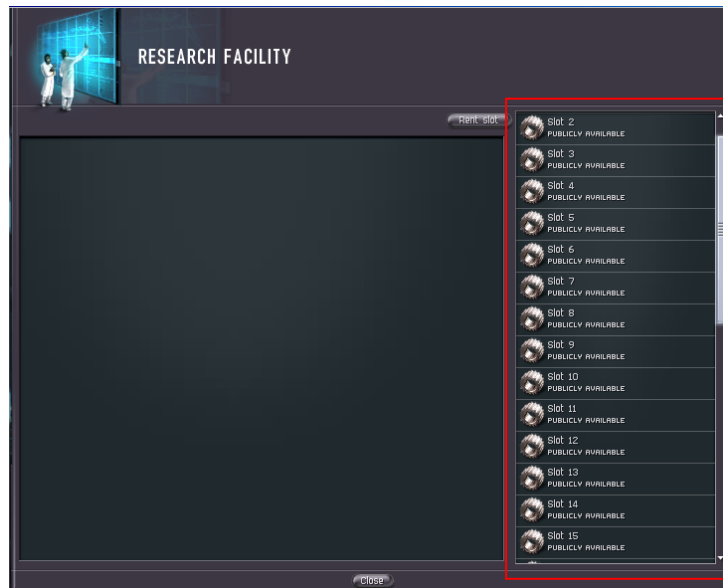 RESEARCH FACILITY
Rent slot
Slot 2
PUBLICLY AVAILABLE
Slot 3
PUBLICLY AVAILABLE
Slot 4
PUBLICLY AVAILABLE
Slot 5
PUBLICLY AVAILABLE
Slot 6
PUBLICLY AVAILABLE
Slot 7
PUBLICLY AVAILABLE
Slot 8
PUBLICLY AVAILABLE
Slot 9
PUBLICLY AVAILABLE
Slot 10
PUBLICLY AVAILABLE
Slot 11
PUBLICLY AVAILABLE
Slot 12
PUBLICLY AVAILABLE
Slot 13
PUBLICLY AVAILABLE
Slot 14
PUBLICLY AVAILABLE
Slot 15
PUBLICLY AVAILABLE
Close